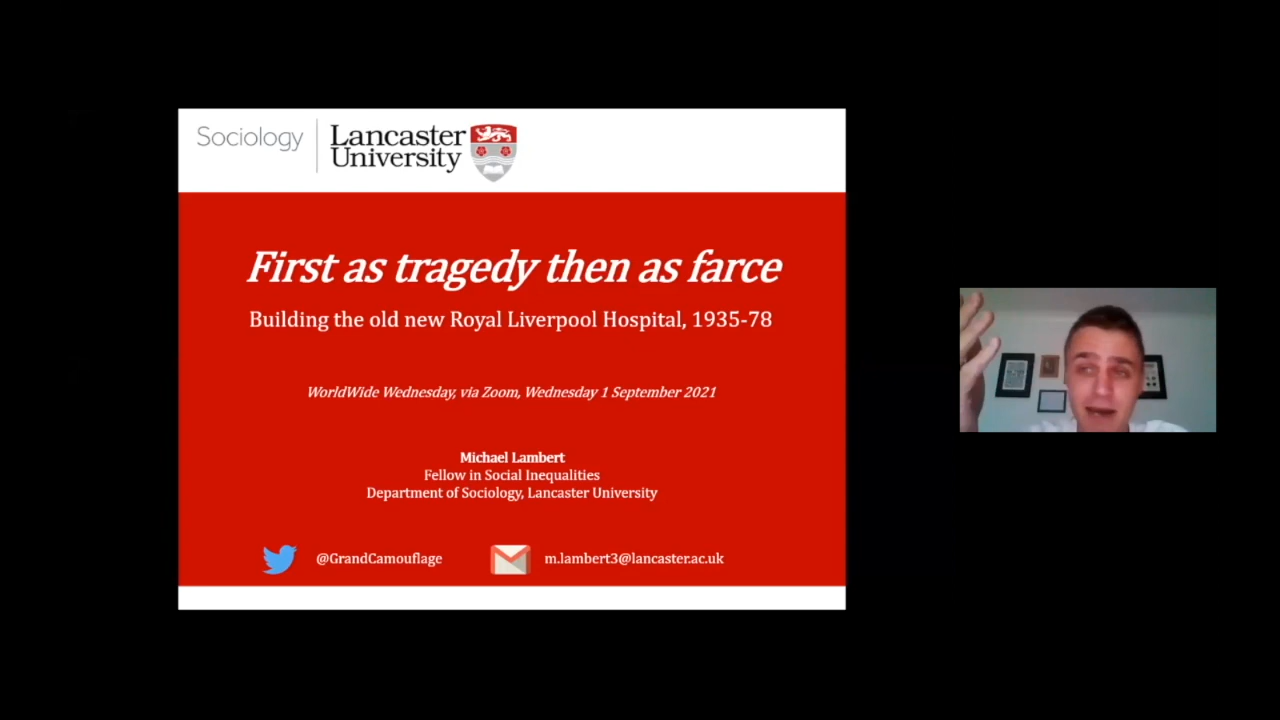 Sociology
Lancaster
University
First as tragedy then as farce
Building the old new Royal Liverpool Hospital, 1935-78
WorldWide Wednesday, via Zoom, Wednesday 1 September 2021
Michael Lambert
Fellow in Social Inequalities
Department of Sociology, Lancaster University
@GrandCamouflage
m.lambert3@lancaster.ac.uk